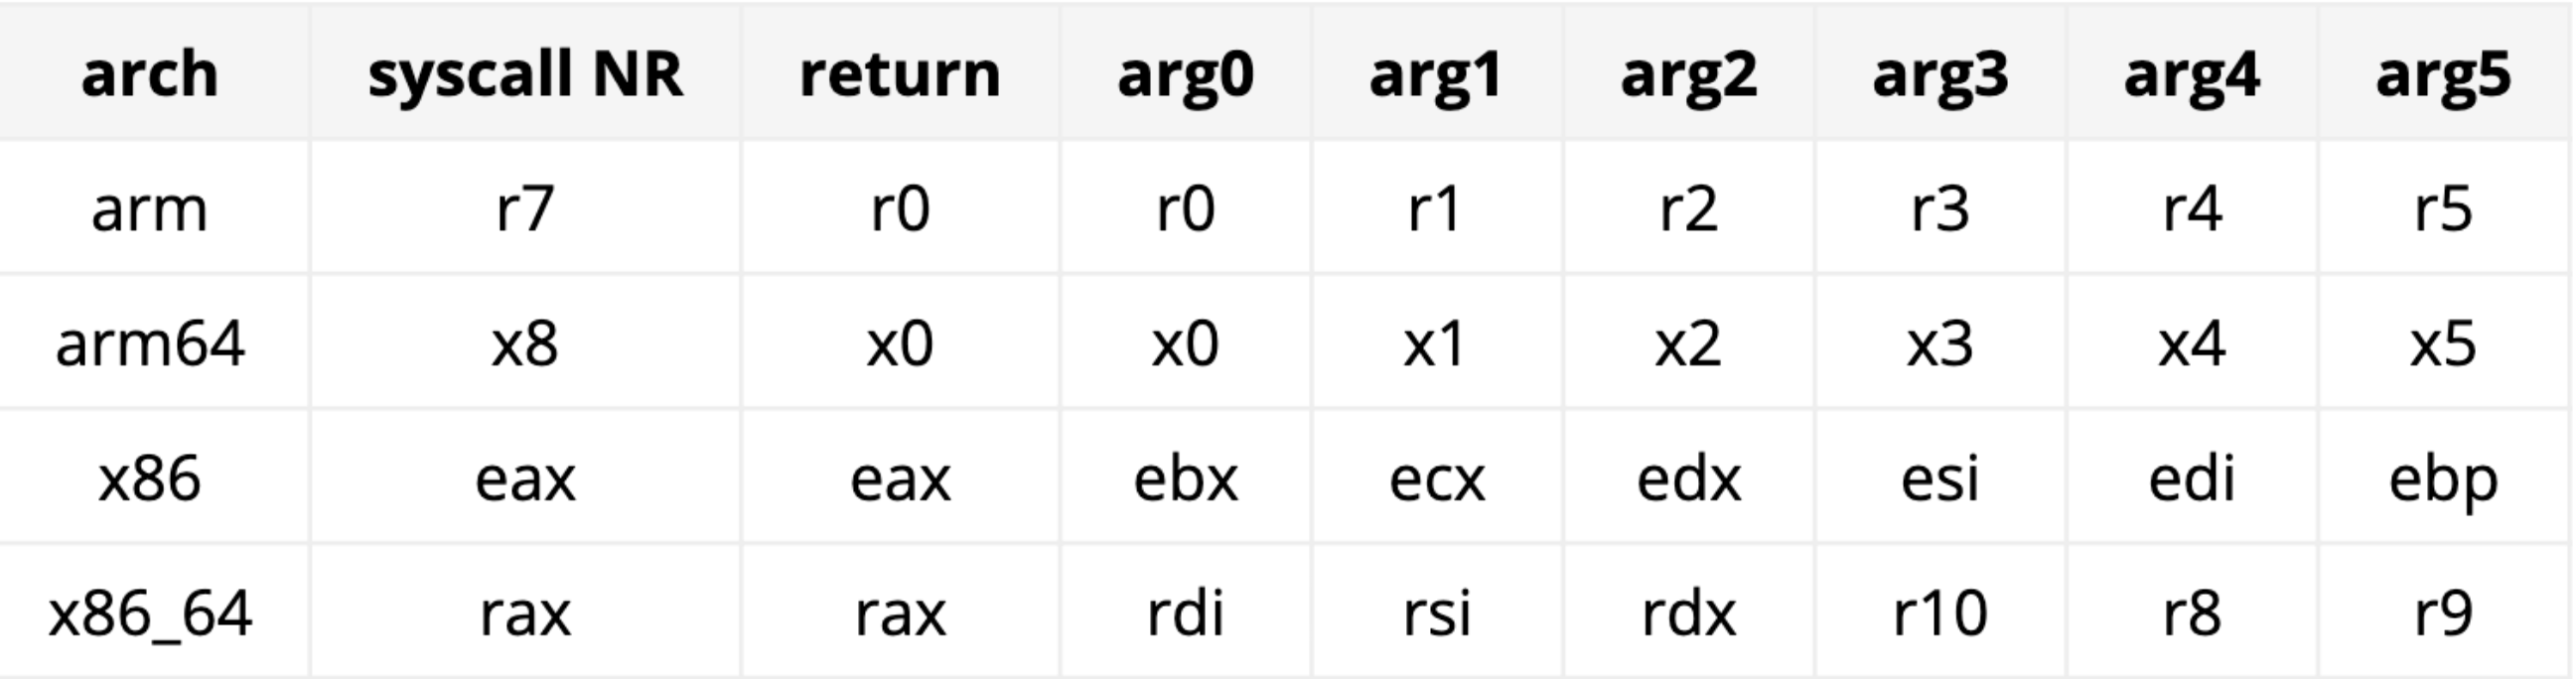 arch syscall NR return arg0 arg1 arg2 arg3 arg4 arg5
arm r7 r0 r0 r1 r2 r3 r4 r5
arm64 x8 x0 x0 x1 x2 x3 x4 x5
x86 eax eax ebx ecx edx esi edi ebp
x86_64 rax rax rdi rsi rdx r10 r8 r9